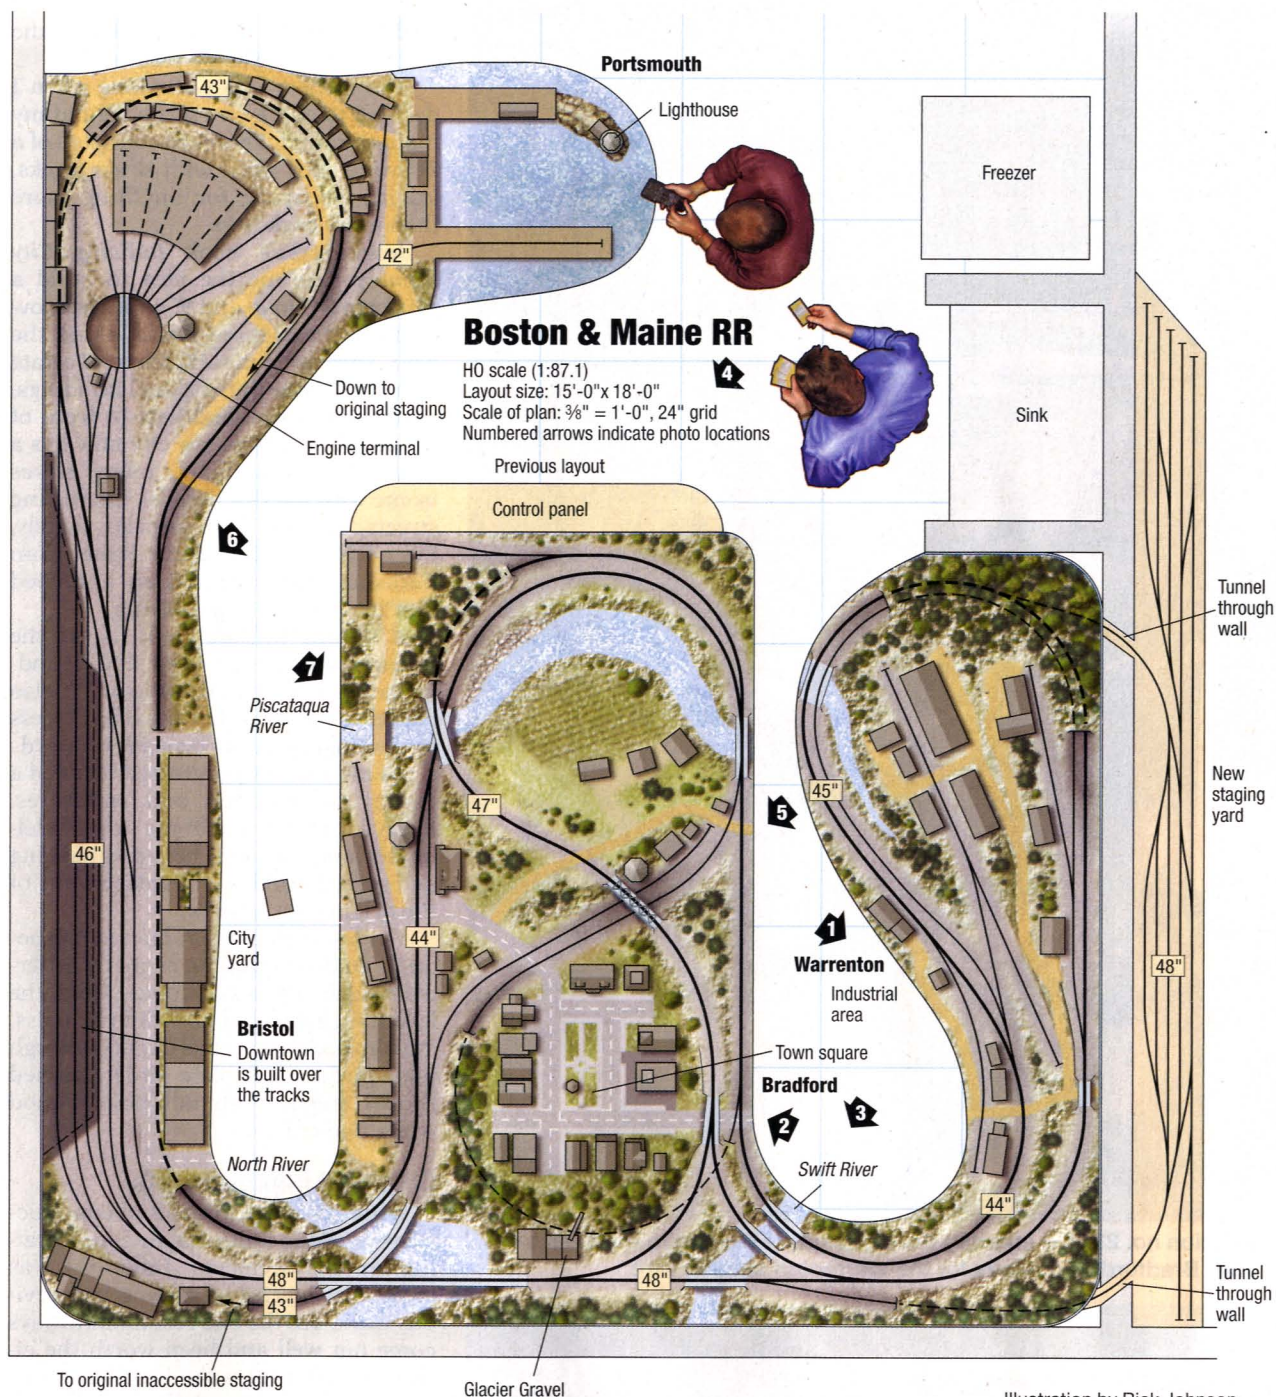 Portsmouth
Lighthouse
43"
42"
Freezer
Boston & Maine RR
HO scale (1:87.1)
Layout size: 15'-0"x 18'-0"
Scale of plan: ⅜" = 1'-0", 24" grid
Numbered arrows indicate photo locations
4
Down to
original staging
Engine terminal
Sink
Previous layout
Control panel
6
7
Piscataqua
River
Tunnel
through
wall
47"
45"
5
New
staging
yard
46"
44"
City
yard
1
Warrenton
Industrial
area
48"
Bristol
Downtown
is built over
the tracks
Town square
Bradford
2
3
North River
Swift River
44"
48"
43"
48"
Tunnel
through
wall
To original inaccessible staging
Glacier Gravel
Illustration by Rick Johnson